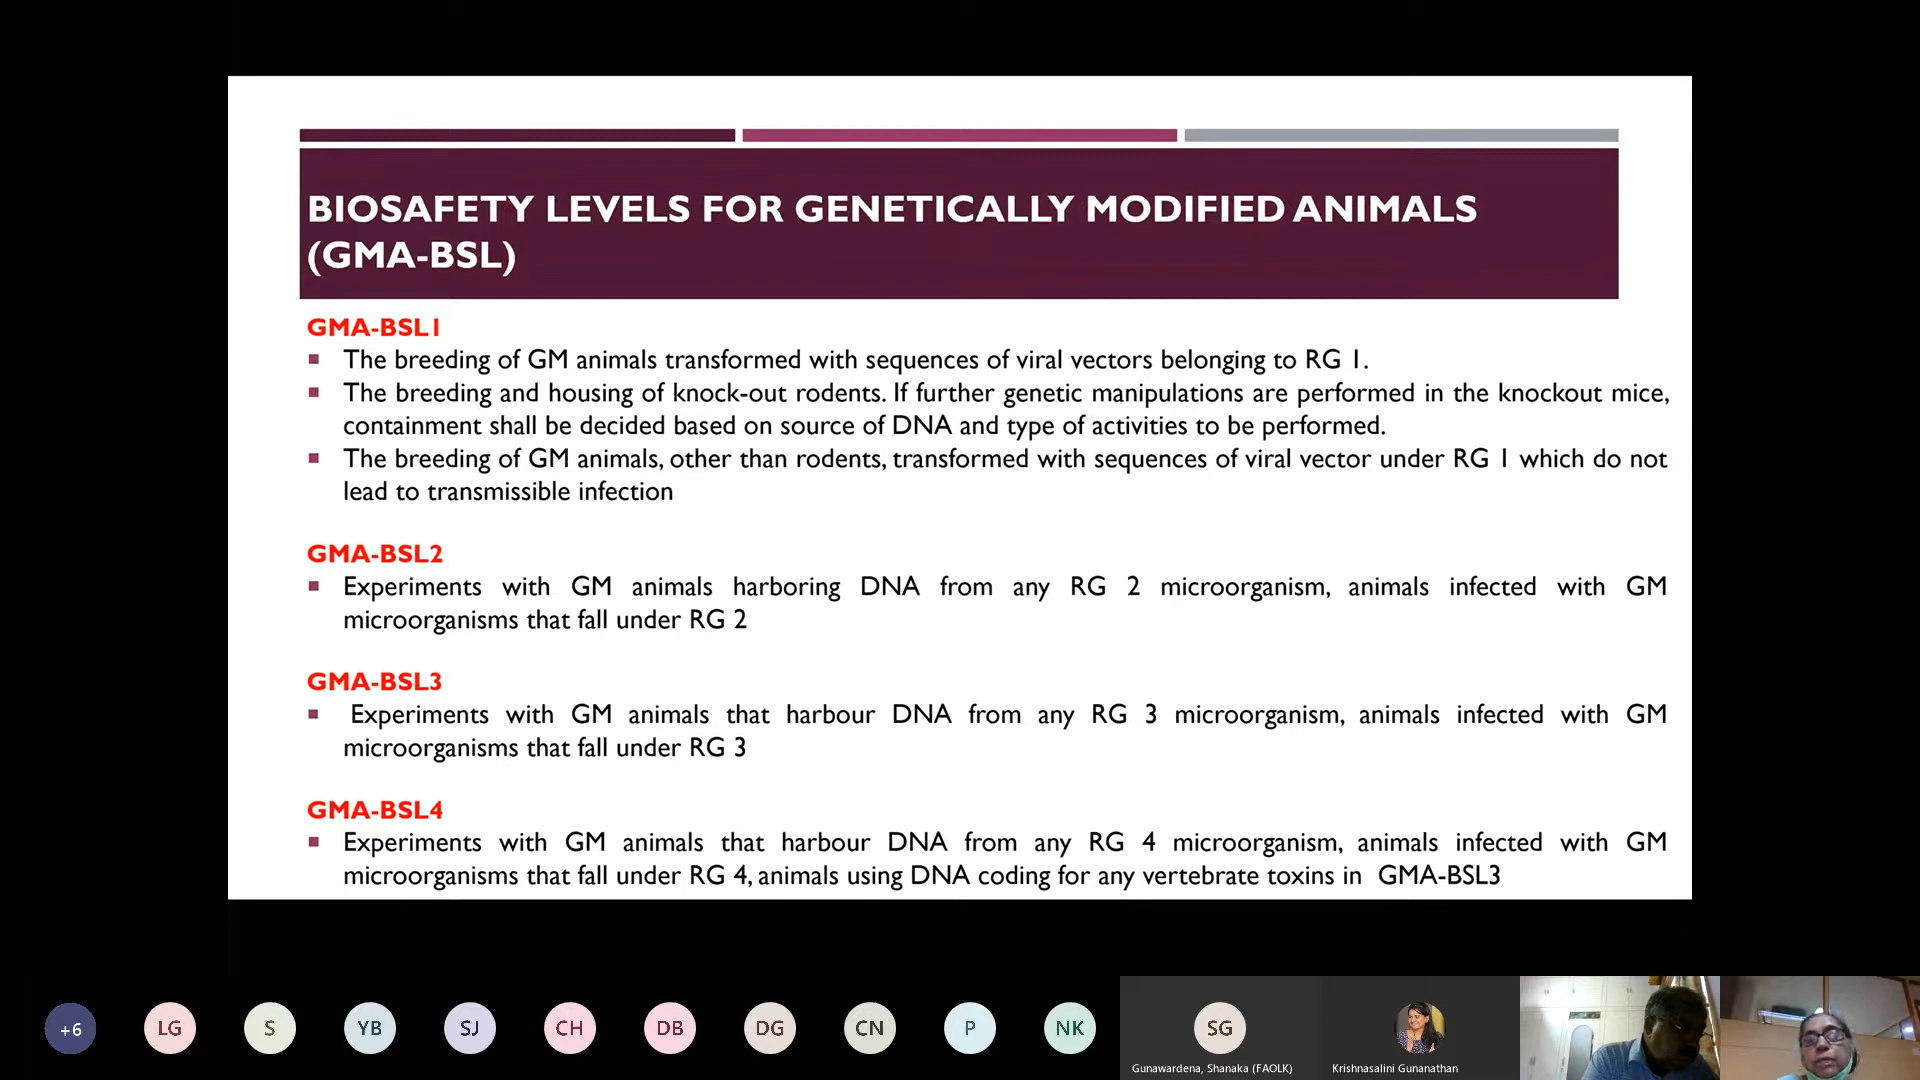 BIOSAFETY LEVELS FOR GENETICALLY MODIFIED ANIMALS
(GMA-BSL)
GMA-BSL1
The breeding of GM animals transformed with sequences of viral vectors belonging to RG 1.
The breeding and housing of knock-out rodents. If further genetic manipulations are performed in the knockout mice,
containment shall be decided based on source of DNA and type of activities to be performed.
The breeding of GM animals, other than rodents, transformed with sequences of viral vector under RG 1 which do not
lead to transmissible infection
GMA-BSL2
Experiments with GM animals harboring DNA from any RG 2 microorganism, animals infected with GM
microorganisms that fall under RG 2
GMA-BSL3
Experiments with GM animals that harbour DNA from any RG 3 microorganism, animals infected with GM
microorganisms that fall under RG 3
GMA-BSL4
Experiments with GM animals that harbour DNA from any RG 4 microorganism, animals infected with GM
microorganisms that fall under RG 4, animals using DNA coding for any vertebrate toxins in GMA-BSL3
+6 LG S YB SJ CH DB DG CN P NK SG
Gunawardena, Shanaka (FAOLK) Krishnasalini Gunanathan